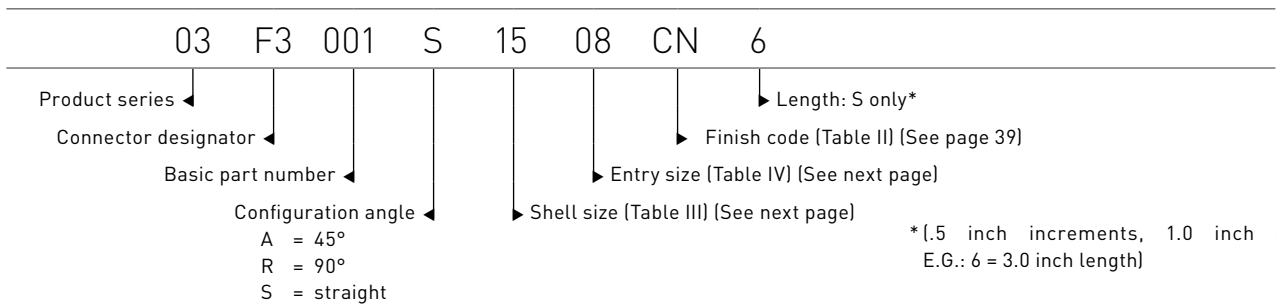 03 F3 001 S 15 08 CN 6
Product series
Length: S only*
Connector designator
Finish code (Table II) (See page 39)
Basic part number
Entry size (Table IV) (See next page)
Configuration angle
Shell size (Table III) (See next page)
A = 45°
R = 90°
S = straight
*(.5 inch increments, 1.0 inch
E.G.: 6 = 3.0 inch length)